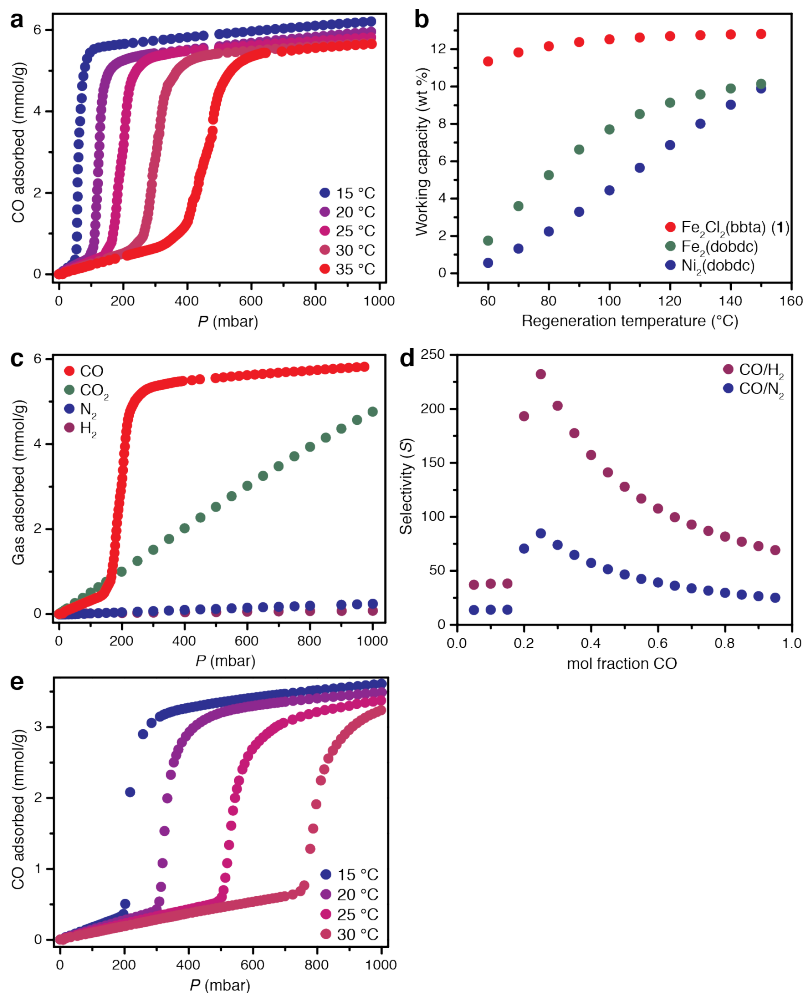 a
CO adsorbed (mmol/g)
6
4
2
0
0 200 400 600 800 1000
P (mbar)
15 °C
20 °C
25 °C
30 °C
35 °C
b
Working capacity (wt %)
14
12
10
8
6
4
2
0
60 80 100 120 140 160
Regeneration temperature (°C)
Fe₂Cl₂(bbta) (1)
Fe₂(dobdc)
Ni₂(dobdc)
c
Gas adsorbed (mmol/g)
6
4
2
0
0 200 400 600 800 1000
P (mbar)
CO
CO₂
N₂
H₂
d
Selectivity (S)
250
200
150
100
50
0
0.0 0.2 0.4 0.6 0.8 1.0
mol fraction CO
CO/H₂
CO/N₂
e
CO adsorbed (mmol/g)
3
2
1
0
0 200 400 600 800 1000
P (mbar)
15 °C
20 °C
25 °C
30 °C